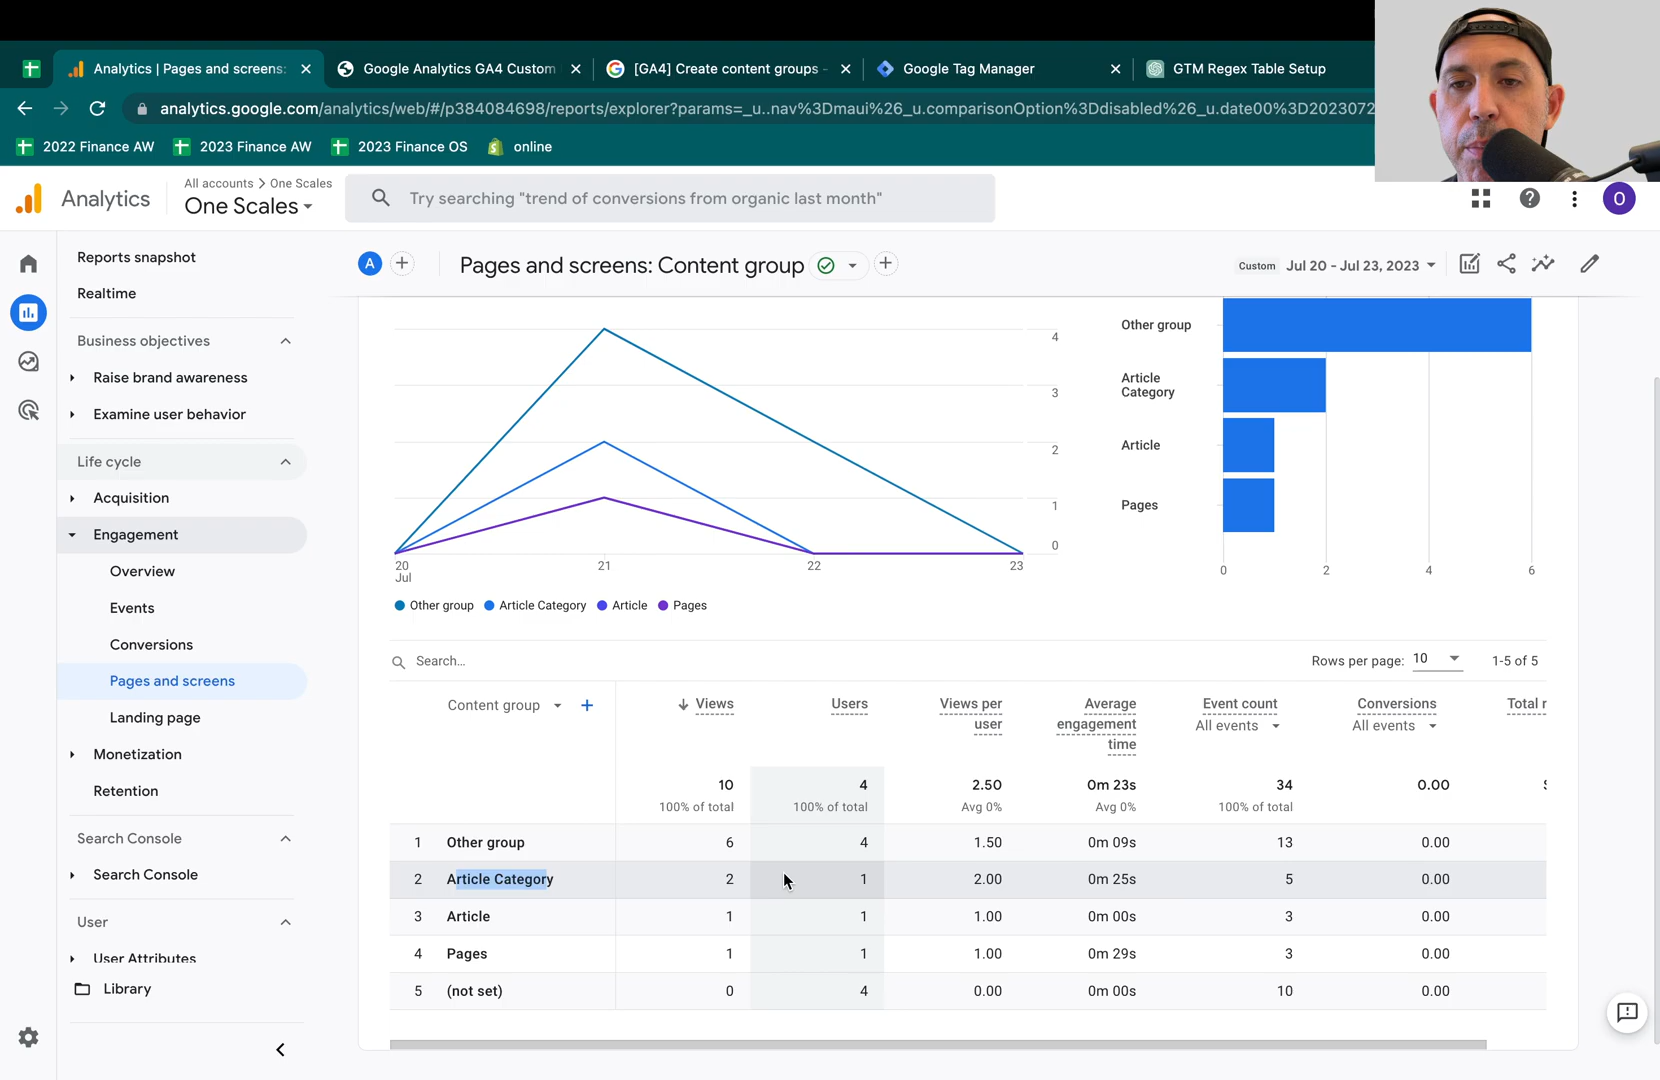 Analytics | Pages and screens:
Google Analytics GA4 Custom
[GA4] Create content groups -
Google Tag Manager
GTM Regex Table Setup
analytics.google.com/analytics/web/#/p384084698/reports/explorer?params=_u..nav%3Dmaui%26_u.comparisonOption%3Ddisabled%26_u.date00%3D2023072
2022 Finance AW
2023 Finance AW
2023 Finance OS
online
Analytics
All accounts > One Scales
One Scales
Try searching "trend of conversions from organic last month"
O
Reports snapshot
Realtime
Business objectives
Raise brand awareness
Examine user behavior
Life cycle
Acquisition
Engagement
Overview
Events
Conversions
Pages and screens
Landing page
Monetization
Retention
Search Console
Search Console
User
User Attributes
Library
A
Pages and screens: Content group
Custom Jul 20 - Jul 23, 2023
4
3
2
1
0
20
Jul
21
22
23
Other group
Article Category
Article
Pages
Other group
Article
Category
Article
Pages
0
2
4
6
Search...
Rows per page: 10
1-5 of 5
Content group
Views
Users
Views per
user
Average
engagement
time
Event count
All events
Conversions
All events
Total r
10 4 2.50 0m 23s 34 0.00
100% of total 100% of total Avg 0% Avg 0% 100% of total
1 Other group 6 4 1.50 0m 09s 13 0.00
2 Article Category 2 1 2.00 0m 25s 5 0.00
3 Article 1 1 1.00 0m 00s 3 0.00
4 Pages 1 1 1.00 0m 29s 3 0.00
5 (not set) 0 4 0.00 0m 00s 10 0.00